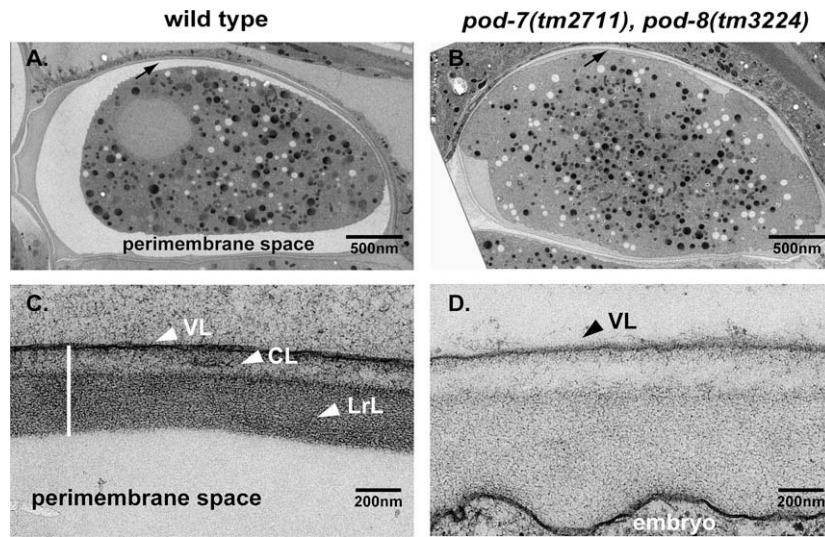 wild type
pod-7(tm2711), pod-8(tm3224)
A.
perimembrane space
500nm
B.
500nm
C.
VL
CL
LrL
perimembrane space
200nm
D.
VL
embryo
200nm